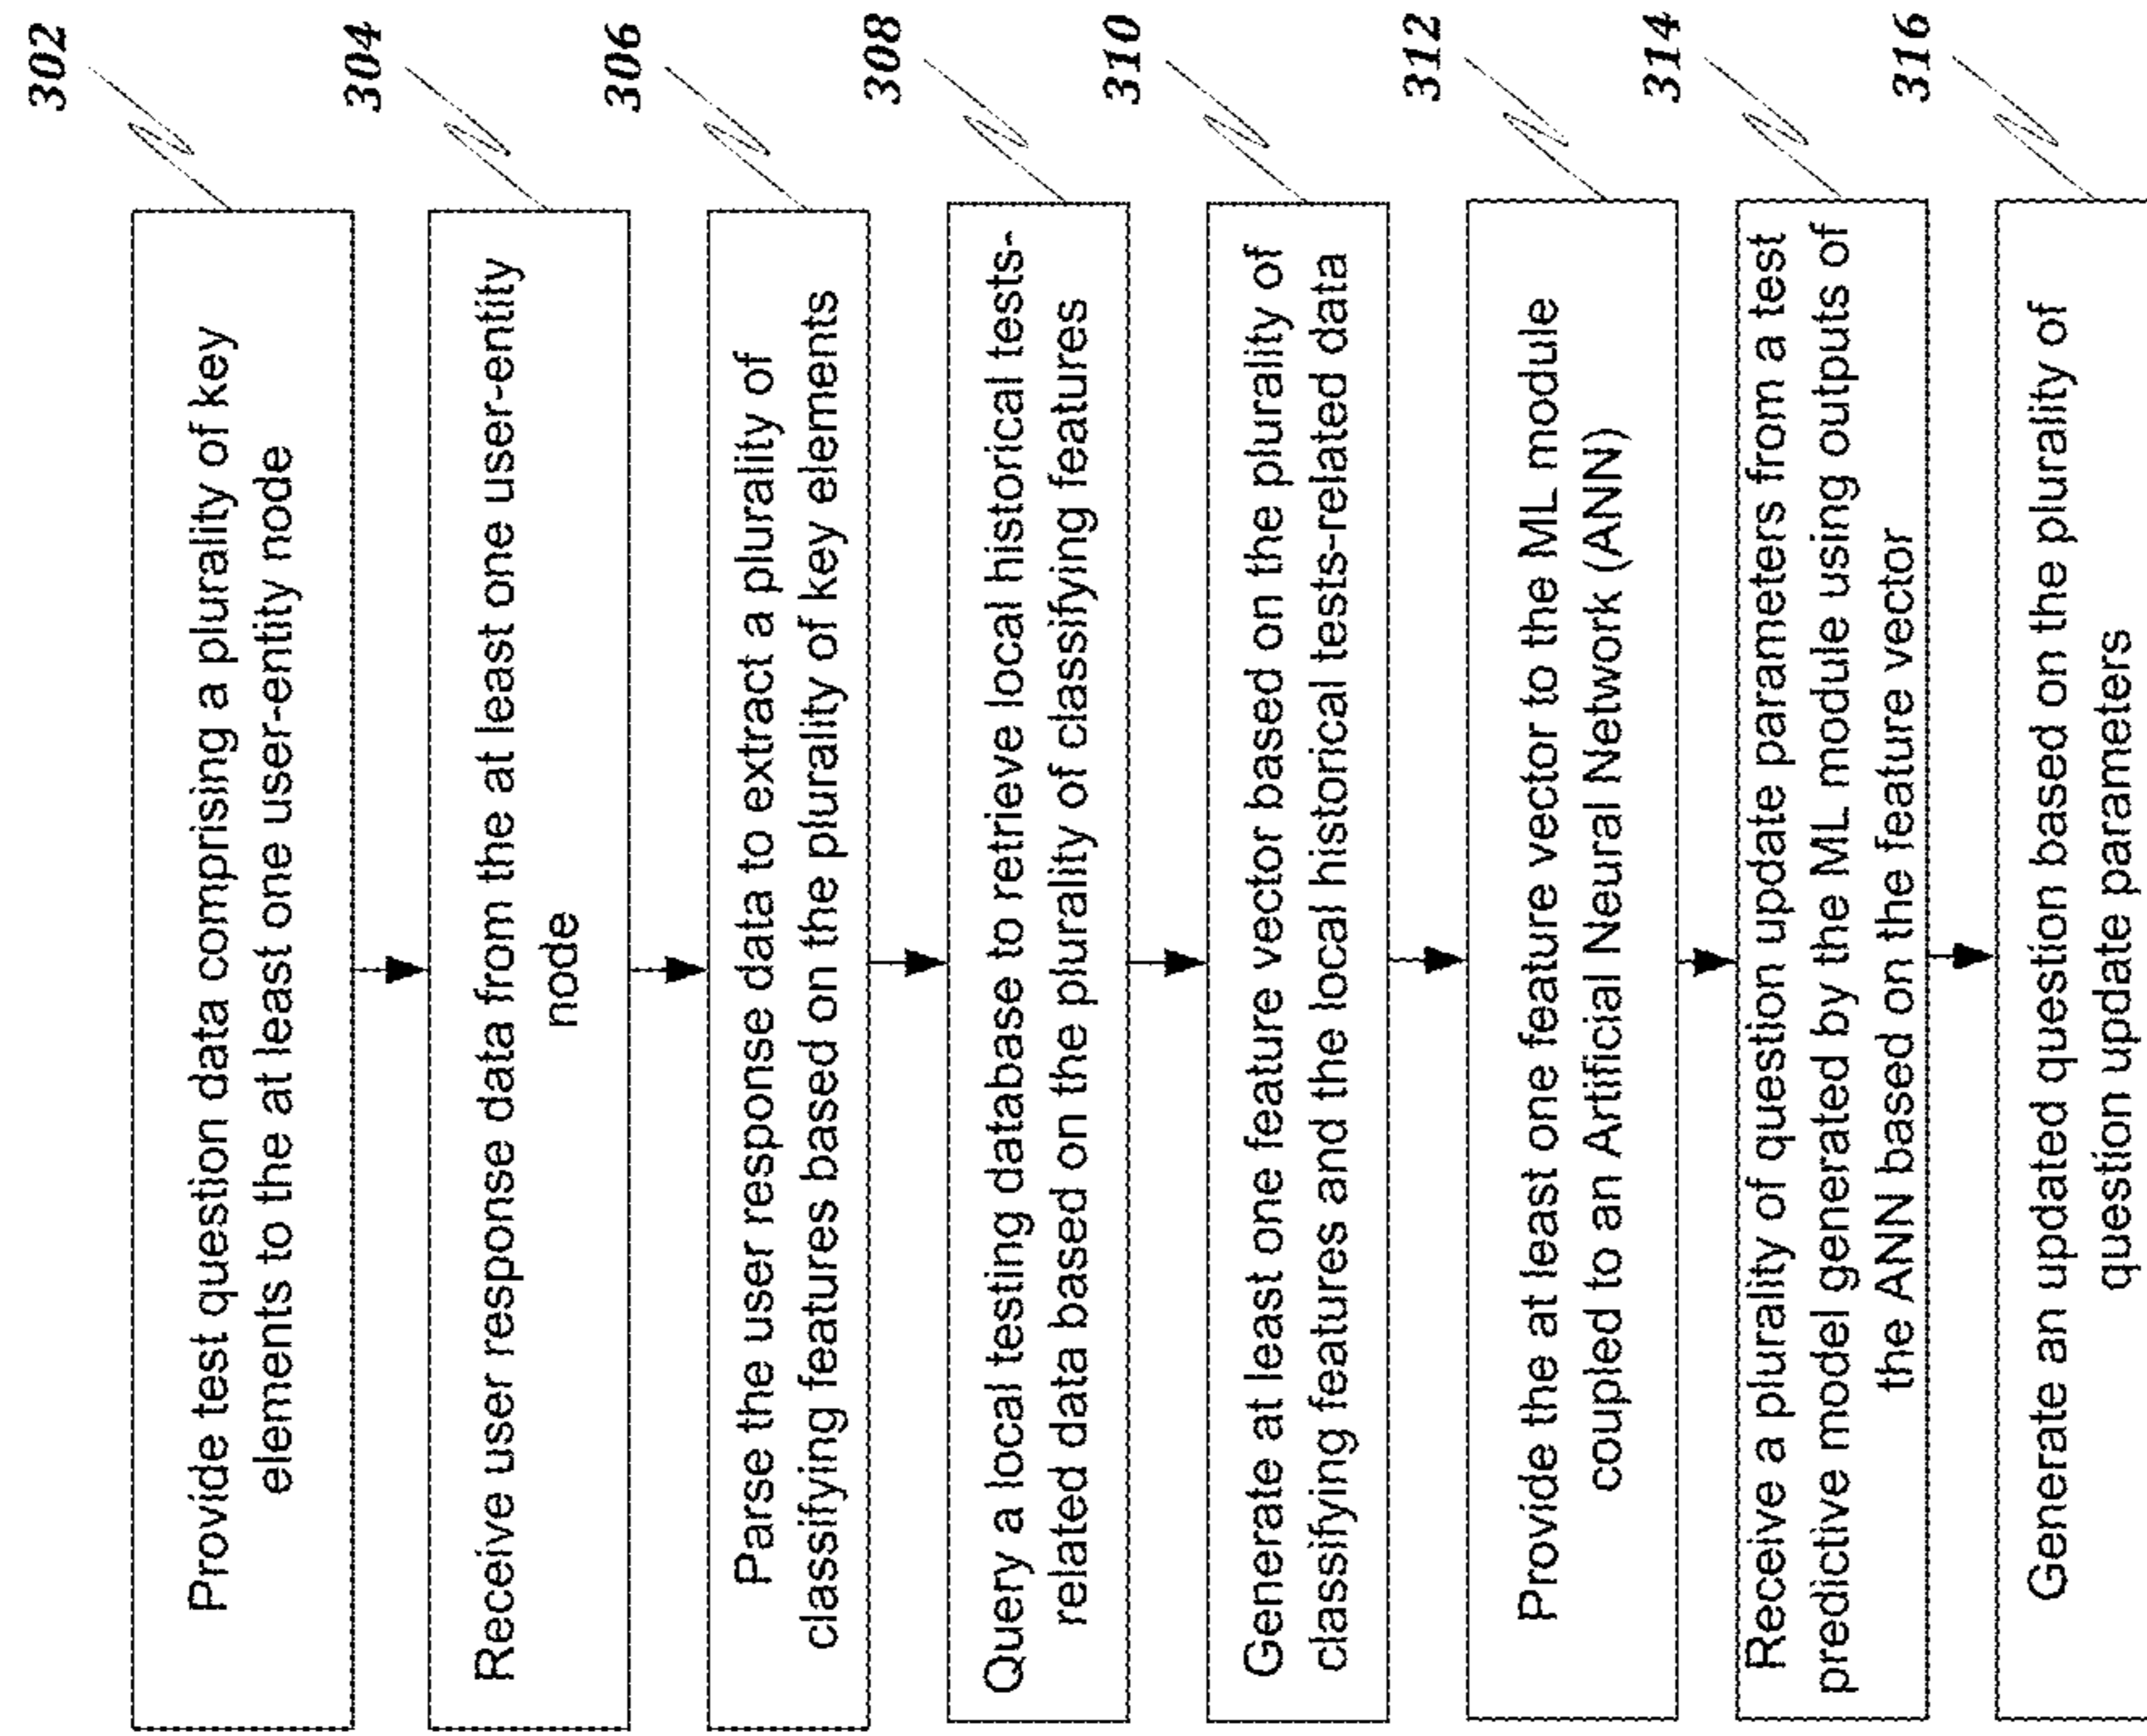 302
Provide test question data comprising a plurality of key
elements to the at least one user-entity node
304
Receive user response data from the at least one user-entity
node
306
Parse the user response data to extract a plurality of
classifying features based on the plurality of key elements
308
Query a local testing database to retrieve local historical tests-
related data based on the plurality of classifying features
310
Generate at least one feature vector based on the plurality of
classifying features and the local historical tests-related data
312
Provide the at least one feature vector to the ML module
coupled to an Artificial Neural Network (ANN)
314
Receive a plurality of question update parameters from a test
predictive model generated by the ML module using outputs of
the ANN based on the feature vector
316
Generate an updated question based on the plurality of
question update parameters